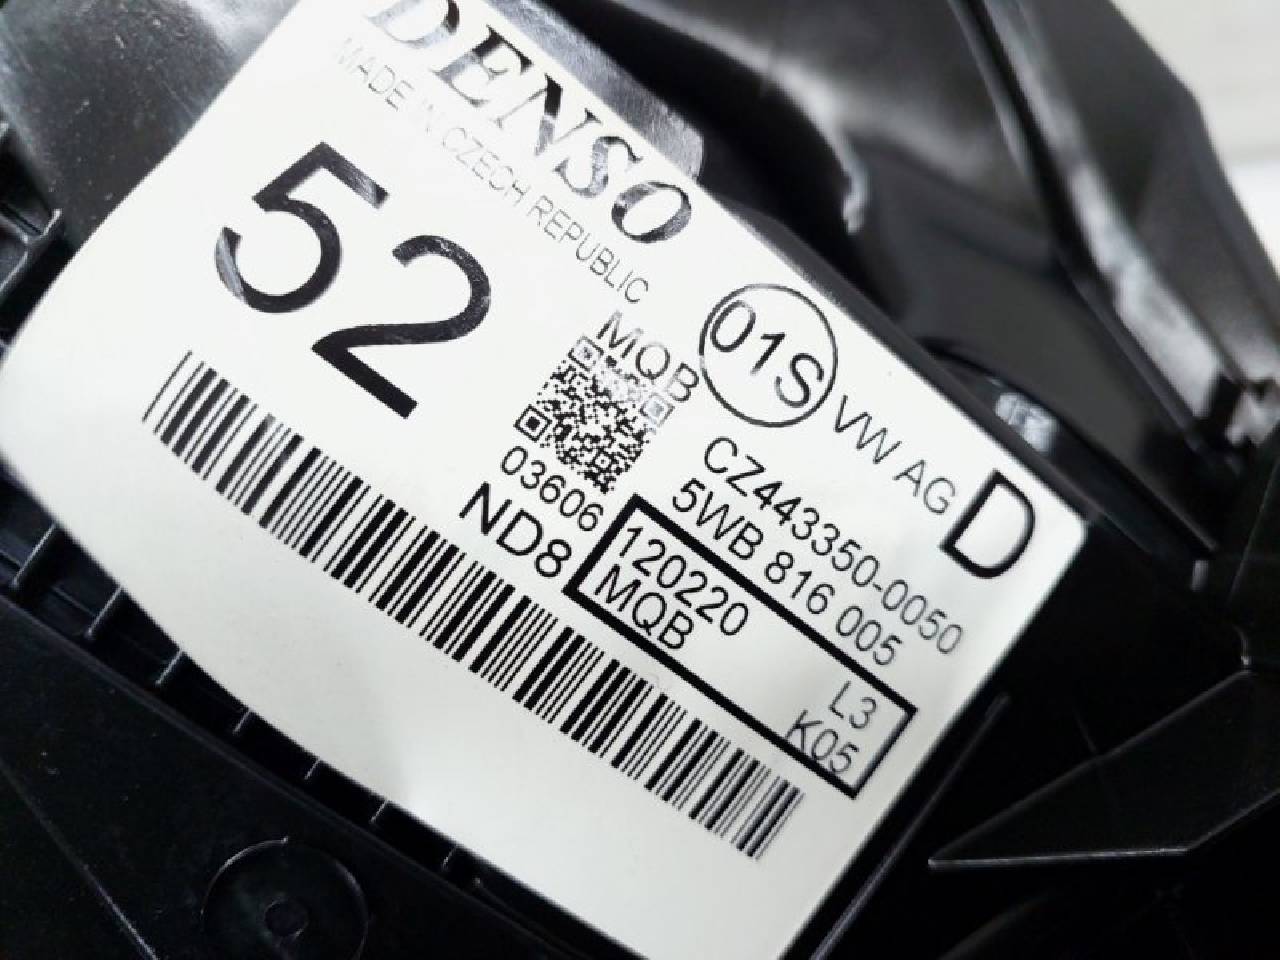 DENSO
MADE IN CZECH REPUBLIC
52
MQB
01S
VW AG
D
03606
ND8
CZ443350-0050
5WB 816 005
120220
MQB
L3
K05